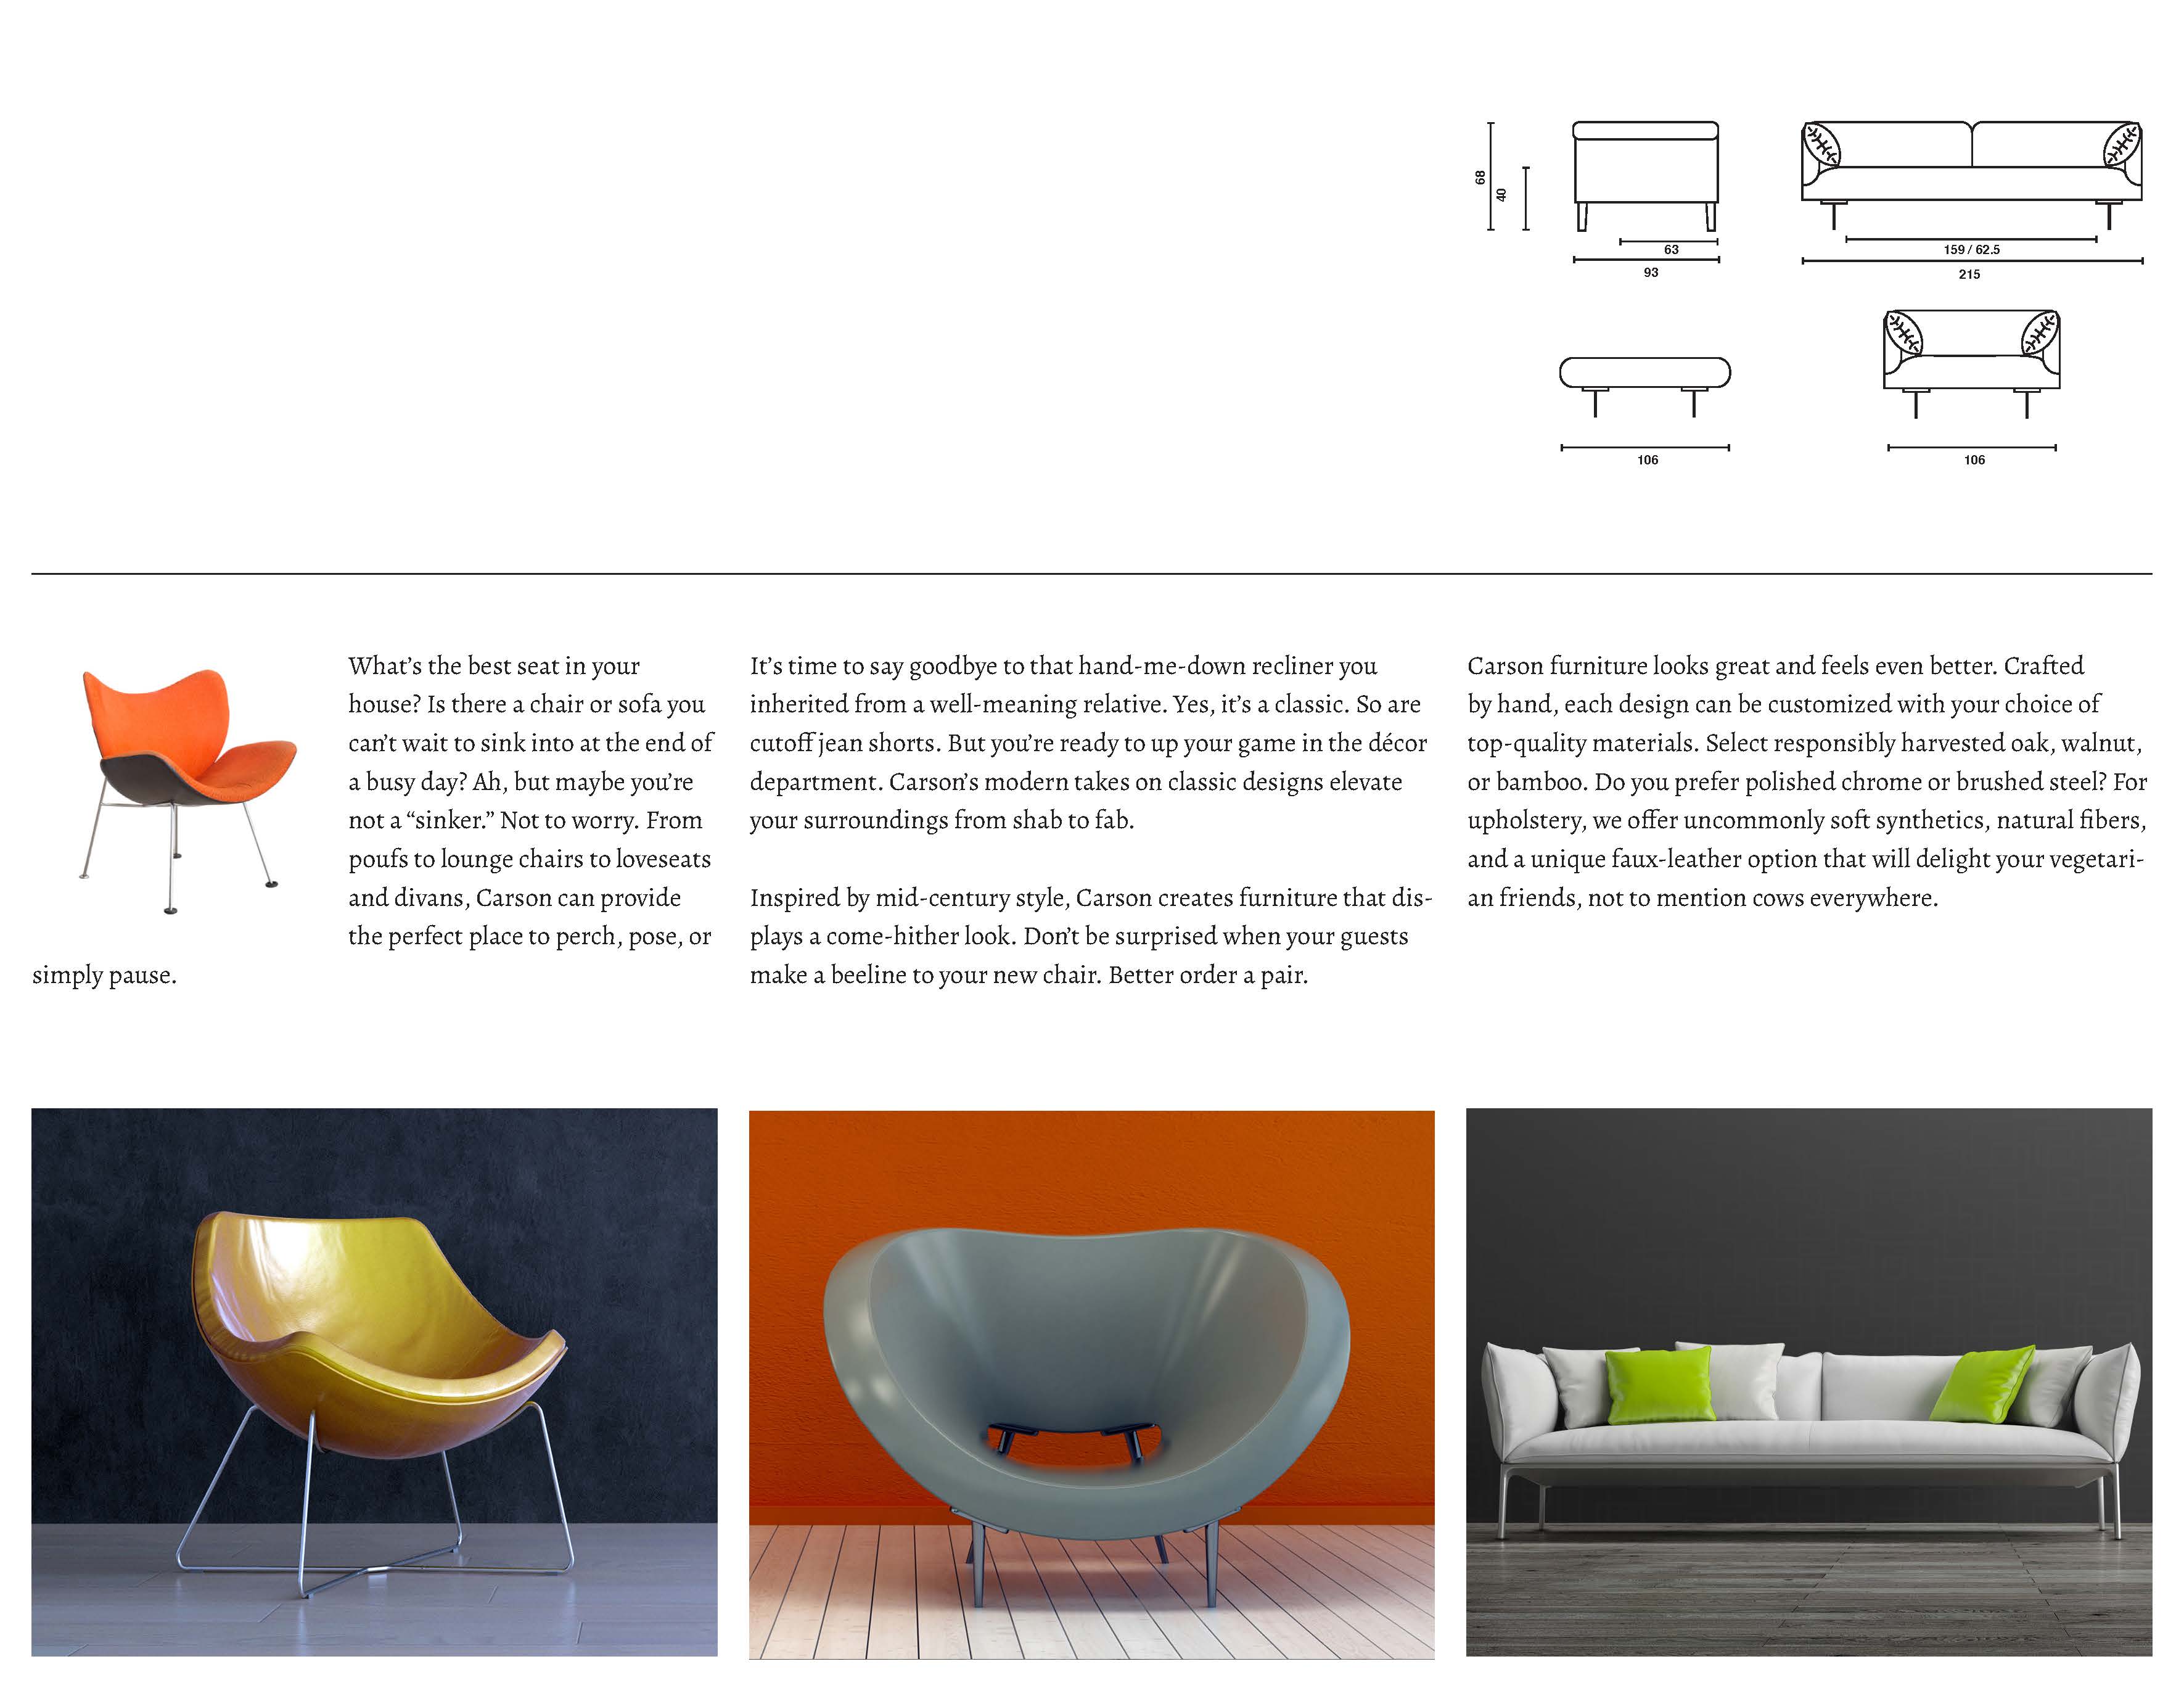 68
40
63
93
159 / 62.5
215
106
106
What’s the best seat in your
house? Is there a chair or sofa you
can’t wait to sink into at the end of
a busy day? Ah, but maybe you’re
not a “sinker.” Not to worry. From
poufs to lounge chairs to loveseats
and divans, Carson can provide
the perfect place to perch, pose, or
simply pause.
It’s time to say goodbye to that hand-me-down recliner you
inherited from a well-meaning relative. Yes, it’s a classic. So are
cutoff jean shorts. But you’re ready to up your game in the décor
department. Carson’s modern takes on classic designs elevate
your surroundings from shab to fab.
Inspired by mid-century style, Carson creates furniture that dis-
plays a come-hither look. Don’t be surprised when your guests
make a beeline to your new chair. Better order a pair.
Carson furniture looks great and feels even better. Crafted
by hand, each design can be customized with your choice of
top-quality materials. Select responsibly harvested oak, walnut,
or bamboo. Do you prefer polished chrome or brushed steel? For
upholstery, we offer uncommonly soft synthetics, natural fibers,
and a unique faux-leather option that will delight your vegetari-
an friends, not to mention cows everywhere.